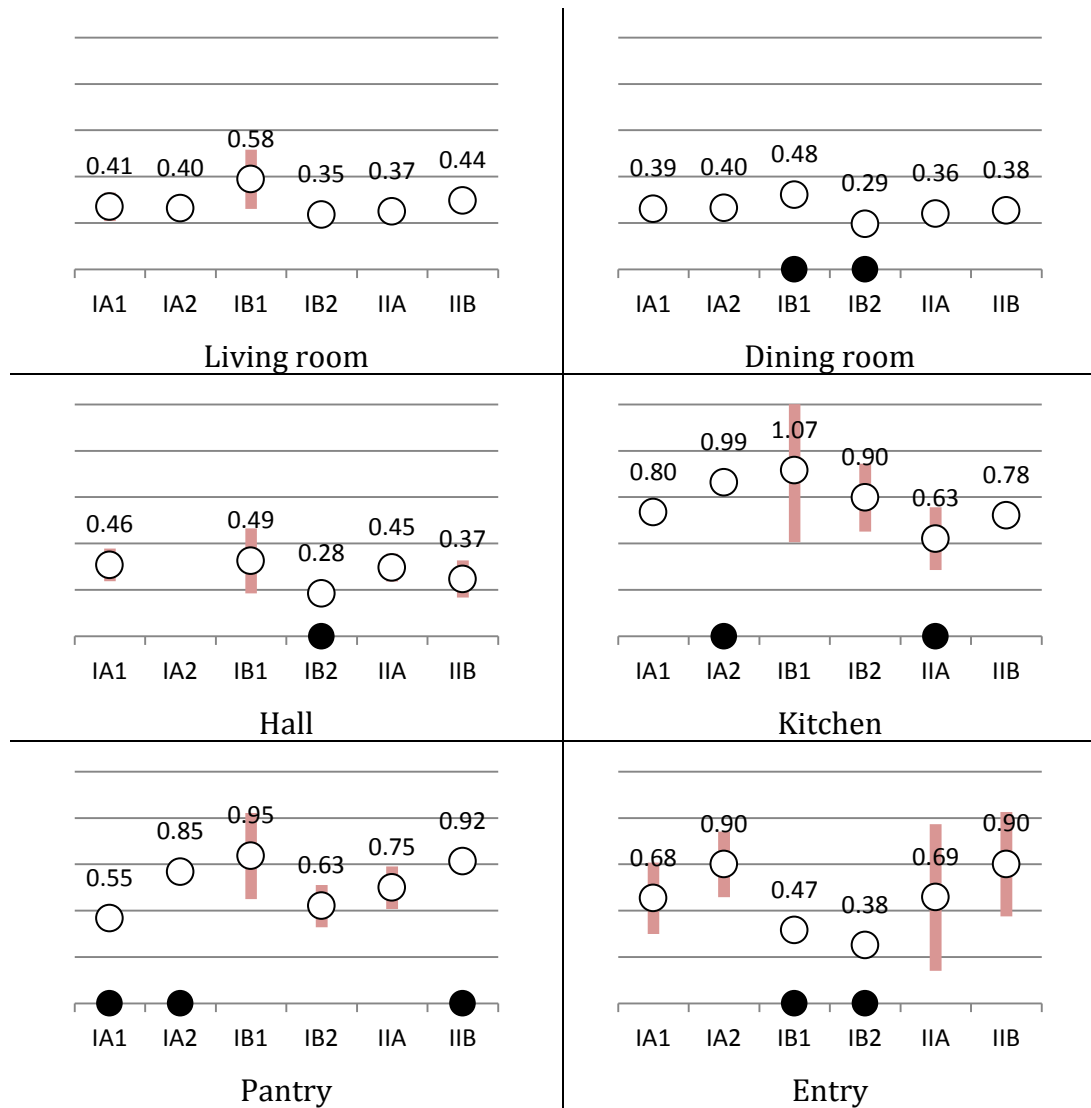 0.41 0.40 0.58 0.35 0.37 0.44
IA1 IA2 IB1 IB2 IIA IIB
Living room
0.39 0.40 0.48 0.29 0.36 0.38
IA1 IA2 IB1 IB2 IIA IIB
Dining room
0.46 0.49 0.28 0.45 0.37
IA1 IA2 IB1 IB2 IIA IIB
Hall
0.80 0.99 1.07 0.90 0.63 0.78
IA1 IA2 IB1 IB2 IIA IIB
Kitchen
0.55 0.85 0.95 0.63 0.75 0.92
IA1 IA2 IB1 IB2 IIA IIB
Pantry
0.68 0.90 0.47 0.38 0.69 0.90
IA1 IA2 IB1 IB2 IIA IIB
Entry